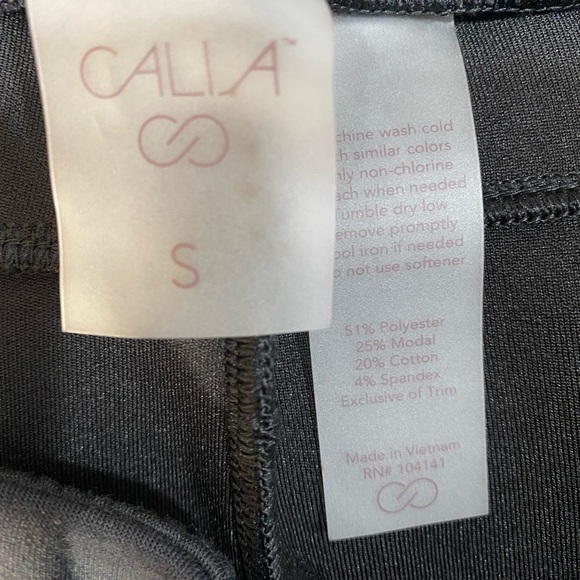 CALIA™
S
chine wash cold
h similar colors
nly non-chlorine
ach when needed
umble dry low
emove promptly
ool iron if needed
o not use softener
51% Polyester
25% Modal
20% Cotton
4% Spandex
Exclusive of Trim
Made in Vietnam
RN# 104141